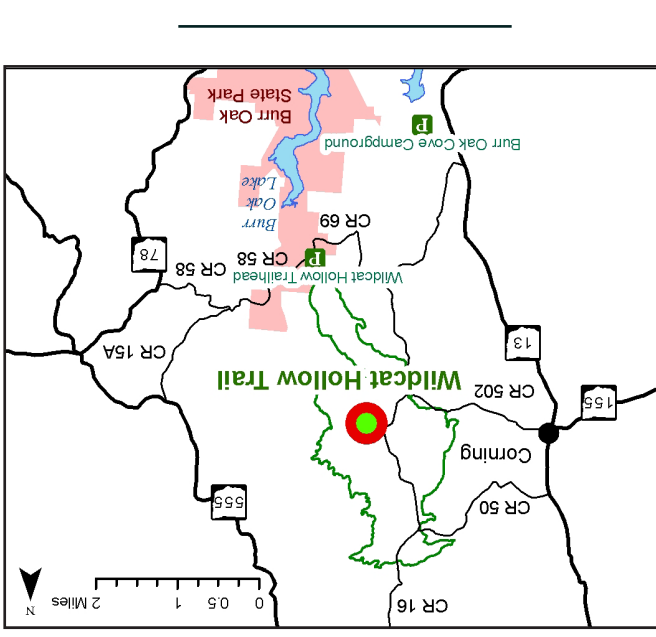 CR 16
0 0.5 1 2 Miles
N
CR 50
555
Corning
155
CR 502
Wildcat Hollow Trail
13
CR 15A
Wildcat Hollow Trailhead
P
CR 58
CR 58
78
CR 69
Burr
Oak
Lake
Burr Oak Cove Campground
P
Burr Oak
State Park